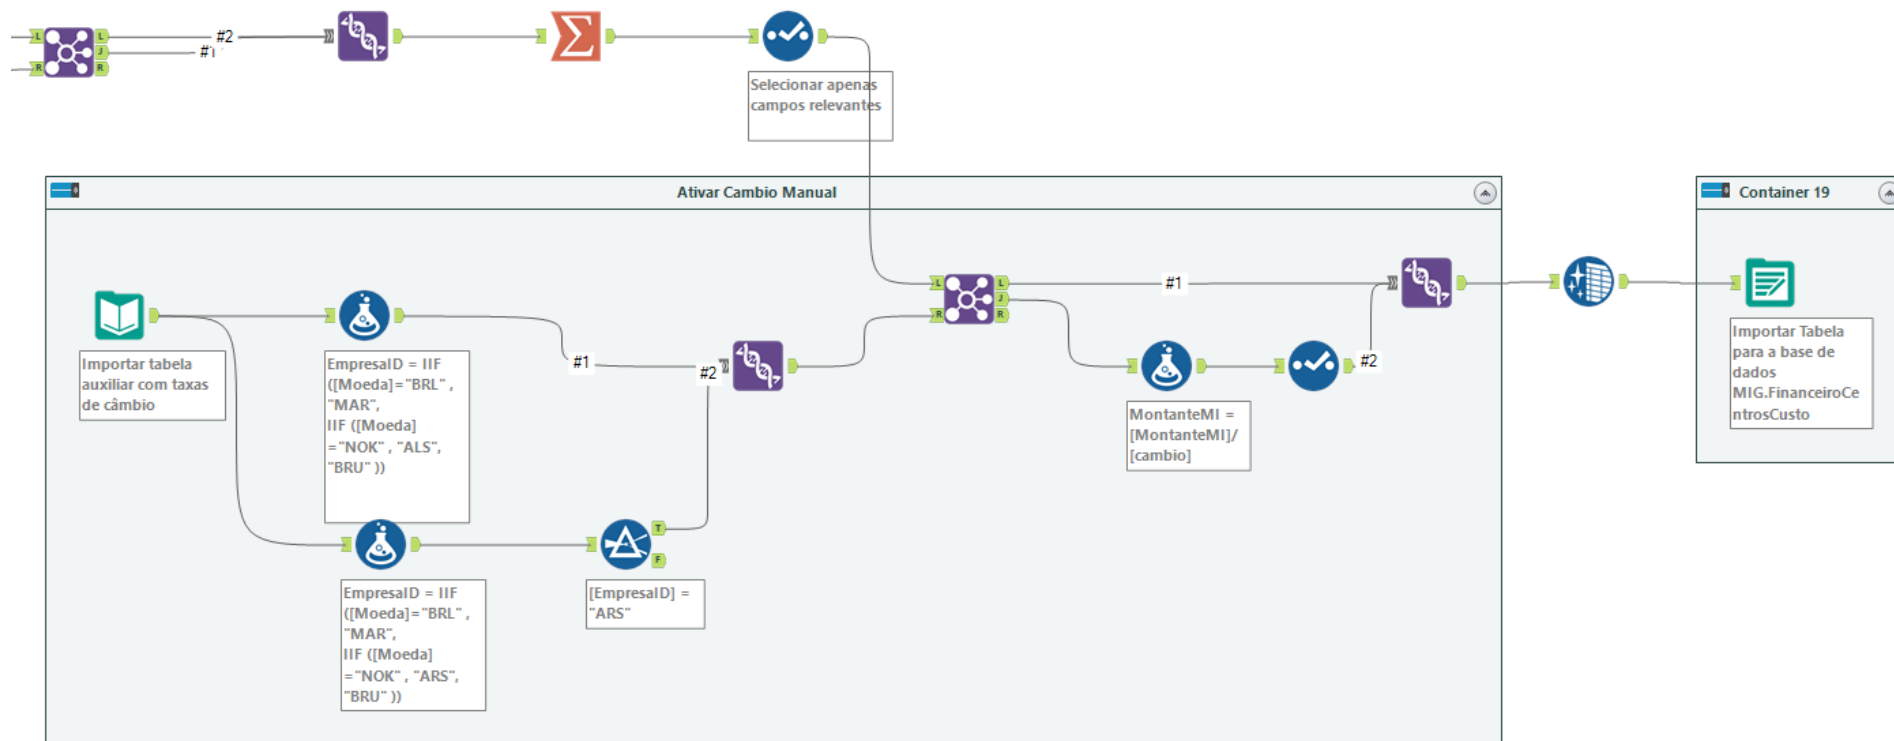 L
R
L
J
R
#2
#1
Selecionar apenas
campos relevantes
Ativar Cambio Manual
Container 19
Importar tabela
auxiliar com taxas
de câmbio
EmpresaID = IIF
([Moeda]="BRL" ,
"MAR",
IIF ([Moeda]
="NOK" , "ALS",
"BRU" ))
#1
#2
L
R
L
J
R
#1
MontanteMI =
[MontanteMI]/
[cambio]
#2
Importar Tabela
para a base de
dados
MIG.FinanceiroCe
ntrosCusto
EmpresaID = IIF
([Moeda]="BRL" ,
"MAR",
IIF ([Moeda]
="NOK" , "ARS",
"BRU" ))
T
F
[EmpresaID] =
"ARS"